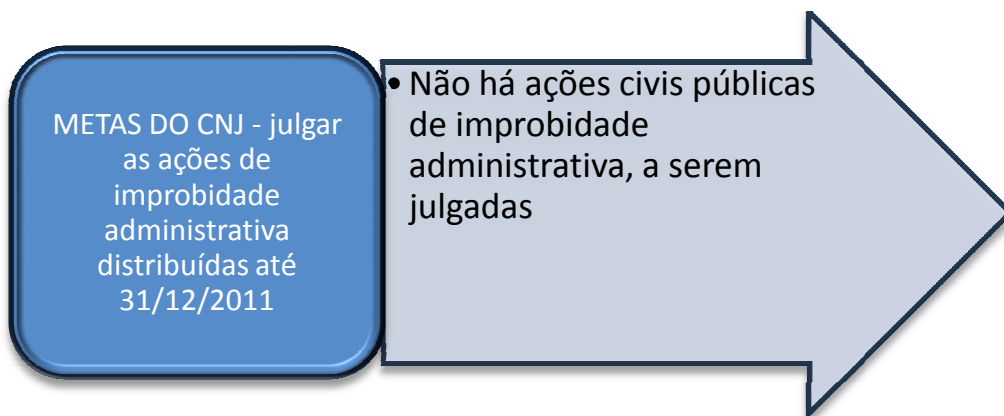 METAS DO CNJ - julgar
as ações de
improbidade
administrativa
distribuídas até
31/12/2011
• Não há ações civis públicas
de improbidade
administrativa, a serem
julgadas